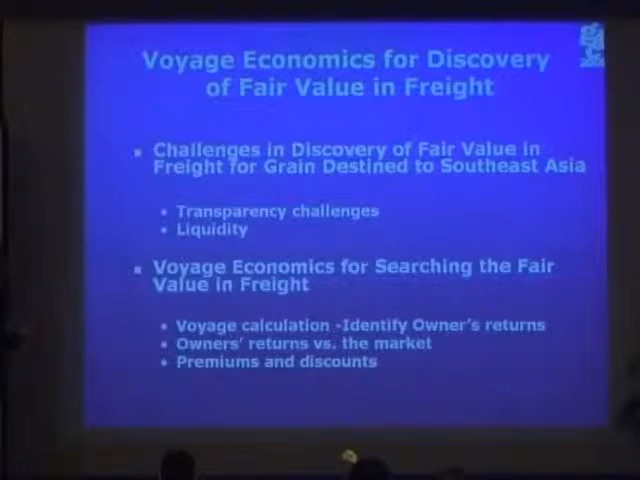 Voyage Economics for Discovery
of Fair Value in Freight
▪ Challenges in Discovery of Fair Value in
Freight for Grain Destined to Southeast Asia
• Transparency challenges
• Liquidity
▪ Voyage Economics for Searching the Fair
Value in Freight
• Voyage calculation -Identify Owner's returns
• Owners' returns vs. the market
• Premiums and discounts